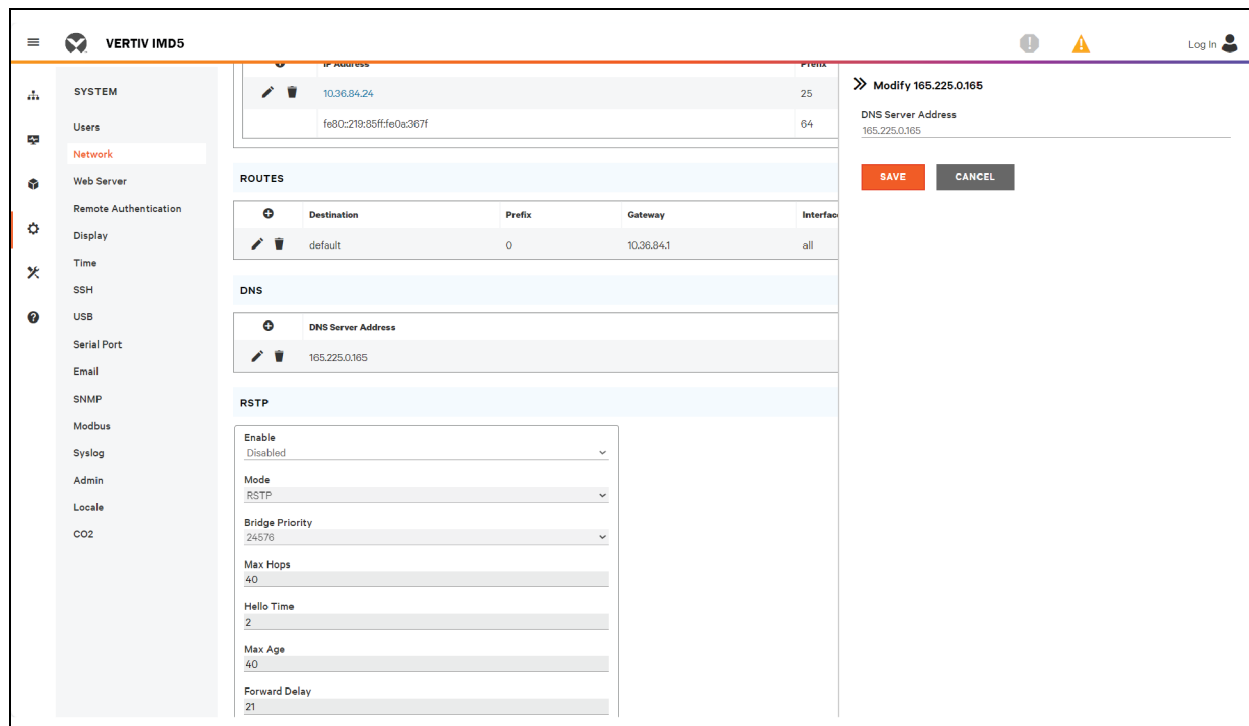 VERTIV IMD5
Log In
SYSTEM
Users
Network
Web Server
Remote Authentication
Display
Time
SSH
USB
Serial Port
Email
SNMP
Modbus
Syslog
Admin
Locale
CO2
IP Address Prefix
10.36.84.24 25
fe80::219:85ff:fe0a:367f 64
ROUTES
Destination Prefix Gateway Interface
default 0 10.36.84.1 all
DNS
DNS Server Address
165.225.0.165
RSTP
Enable
Disabled
Mode
RSTP
Bridge Priority
24576
Max Hops
40
Hello Time
2
Max Age
40
Forward Delay
21
Modify 165.225.0.165
DNS Server Address
165.225.0.165
SAVE CANCEL